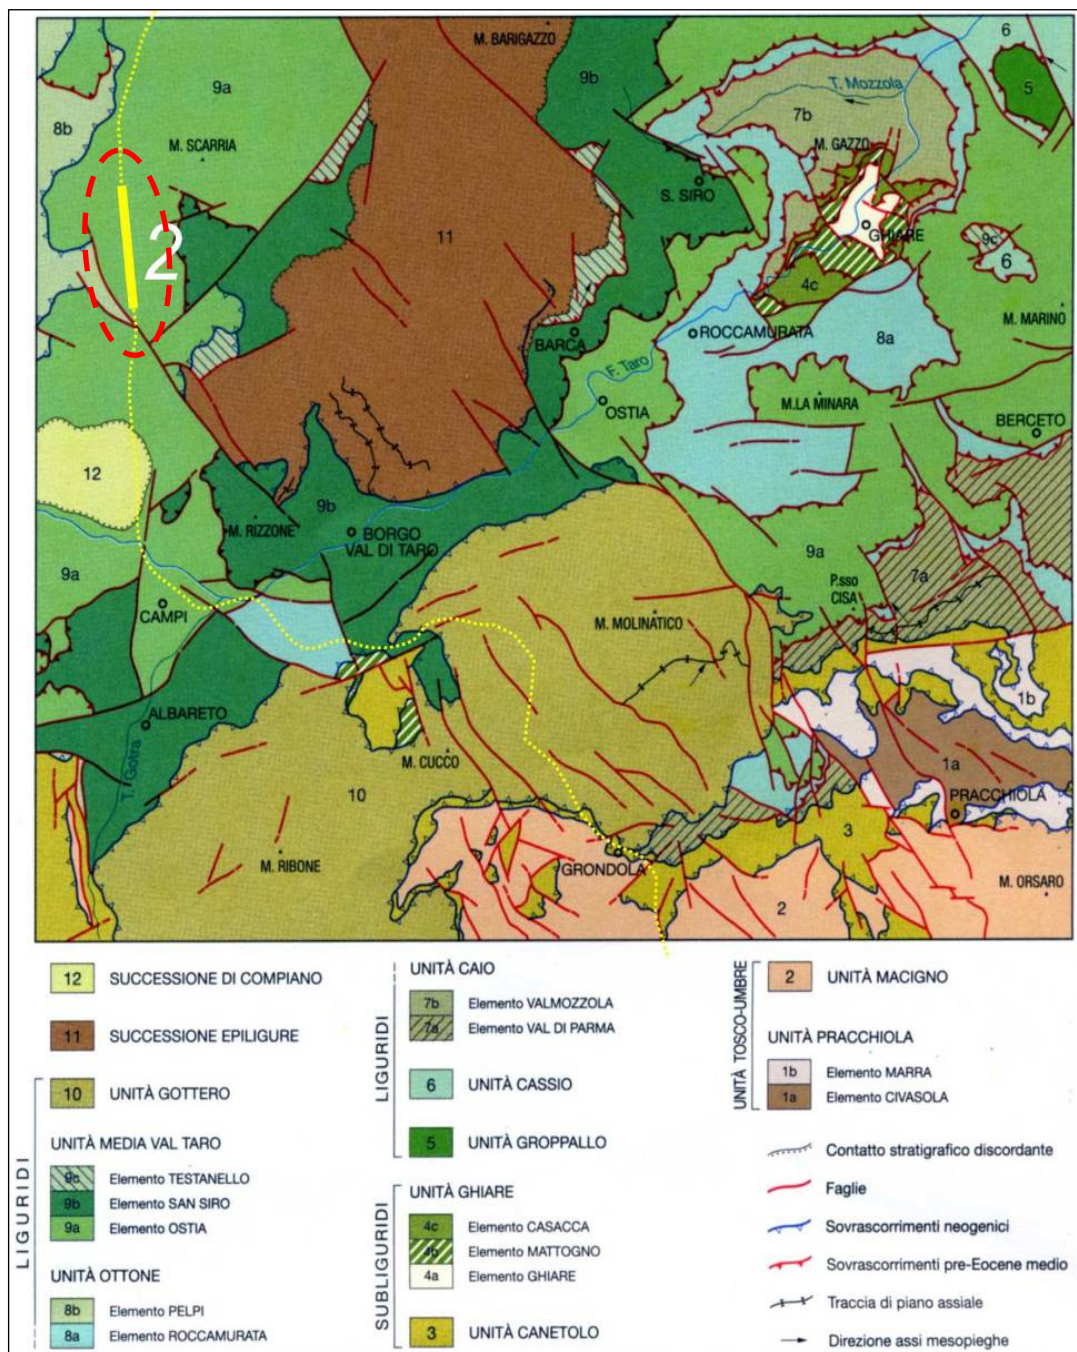 M. BARIGAZZO
6
9a
9b
T. Mozzola
5
8b
7b
M. SCARRIA
M. GAZZO
S. SIRO
2
11
GHIARE
9c
6
4c
M. MARINO
ROCCAMURATA
BARCA
8a
F. Taro
M.LA MINARA
OSTIA
BERCETO
12
9b
M. RIZZONE
BORGO
VAL DI TARO
9a
9a
7a
P.sso
CISA
CAMPI
M. MOLINATICO
1b
ALBARETO
T. Gotra
M. CUCCO
1a
10
PRACCHIOLA
3
M. RIBONE
GRONDOLA
M. ORSARO
2
12 SUCCESSIONE DI COMPIANO
11 SUCCESSIONE EPILIGURE
LIGURIDI
10 UNITÀ GOTTERO
UNITÀ MEDIA VAL TARO
9c Elemento TESTANELLO
9b Elemento SAN SIRO
9a Elemento OSTIA
UNITÀ OTTONE
8b Elemento PELPI
8a Elemento ROCCAMURATA
LIGURIDI
UNITÀ CAIO
7b Elemento VALMOZZOLA
7a Elemento VAL DI PARMA
6 UNITÀ CASSIO
5 UNITÀ GROPPALLO
SUBLIGURIDI
UNITÀ GHIARE
4c Elemento CASACCA
4b Elemento MATTOGNO
4a Elemento GHIARE
3 UNITÀ CANETOLO
UNITÀ TOSCO-UMBRE
2 UNITÀ MACIGNO
UNITÀ PRACCHIOLA
1b Elemento MARRA
1a Elemento CIVASOLA
Contatto stratigrafico discordante
Faglie
Sovrascorrimenti neogenici
Sovrascorrimenti pre-Eocene medio
Traccia di piano assiale
Direzione assi mesopieghe